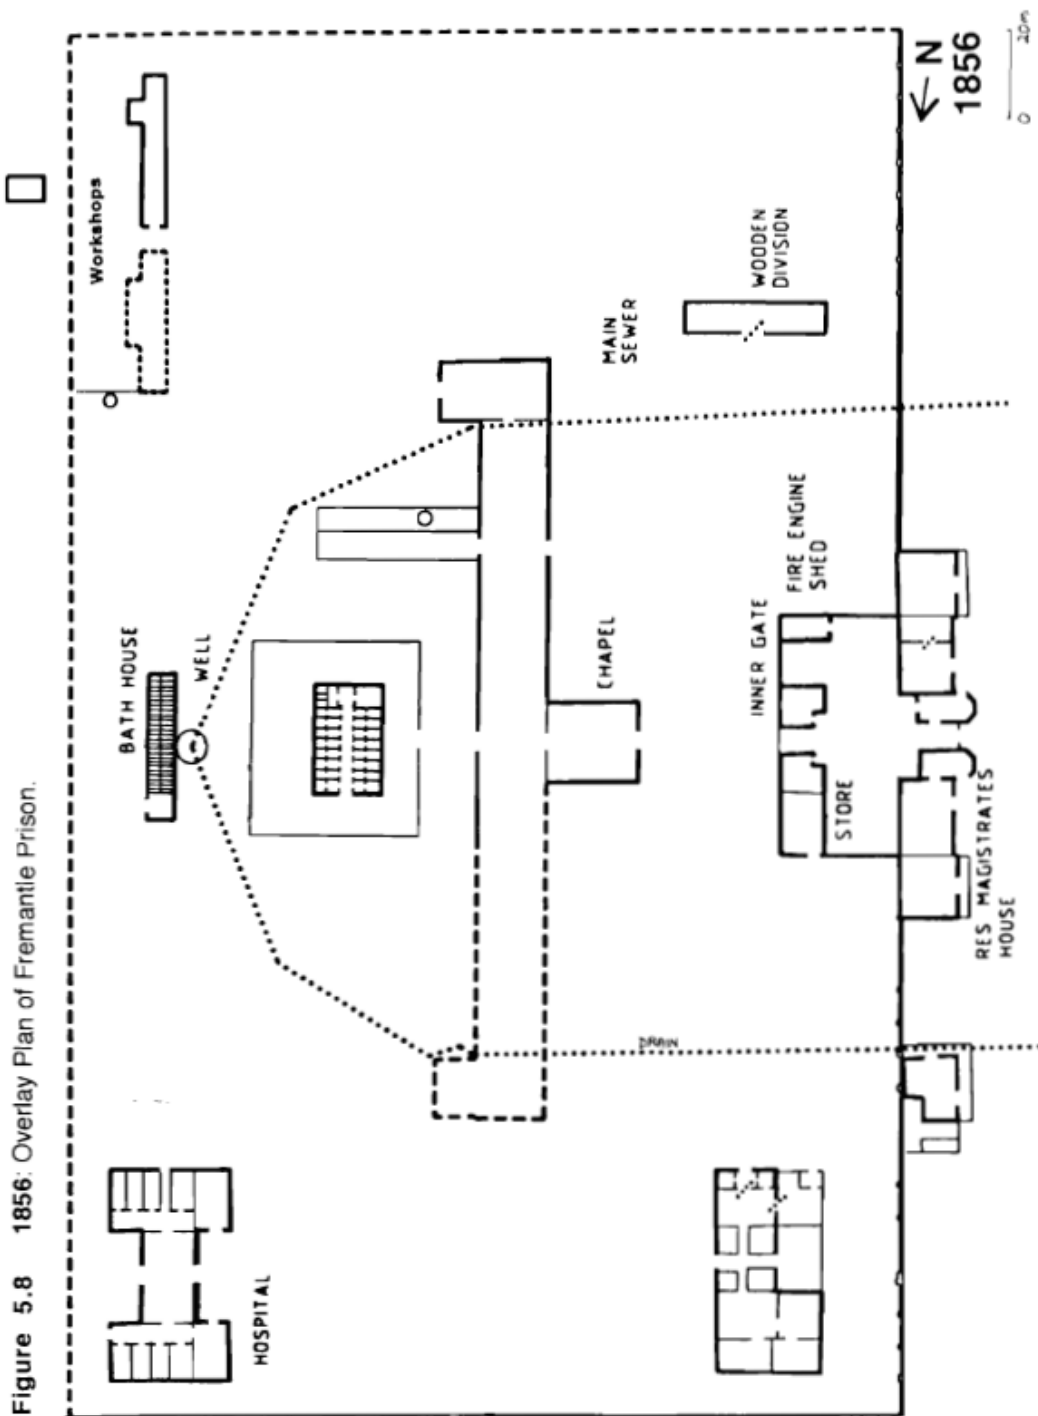 Figure 5.8 1856: Overlay Plan of Fremantle Prison.
Workshops
BATH HOUSE
WELL
HOSPITAL
MAIN
SEWER
WOODEN
DIVISION
CHAPEL
INNER GATE
FIRE ENGINE
SHED
STORE
DRAIN
RES MAGISTRATES
HOUSE
N
1856
0 20m